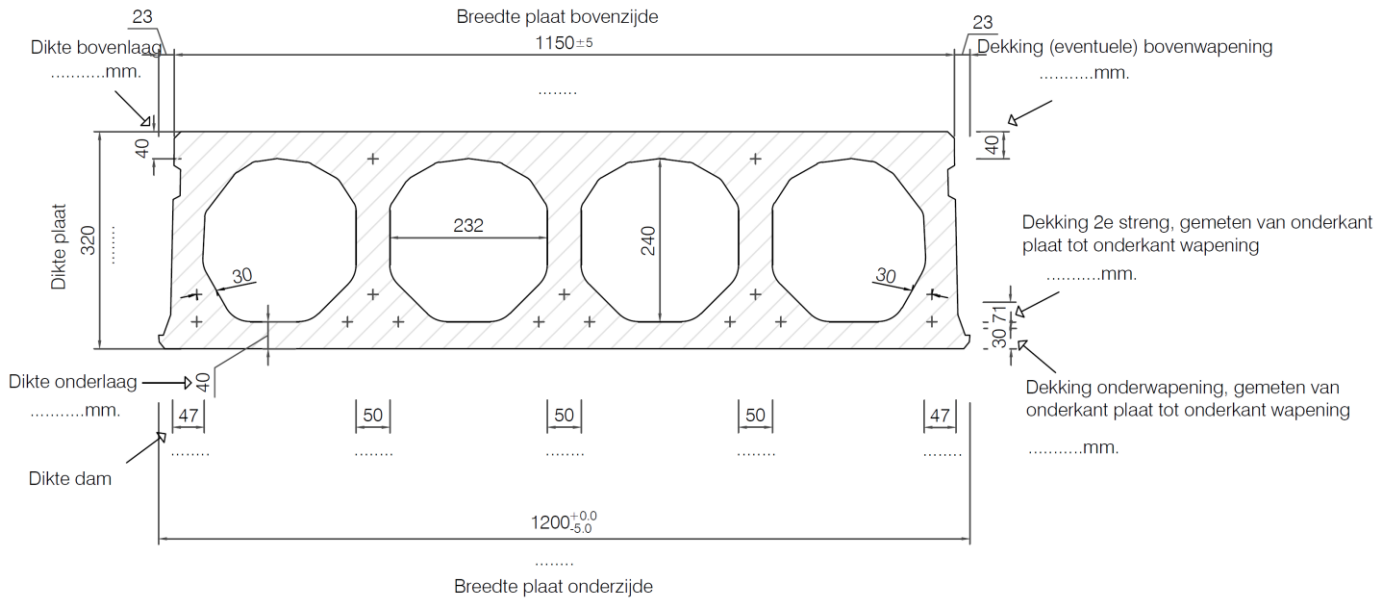 23
Breedte plaat bovenzijde
23
Dikte bovenlaag
1150±5
Dekking (eventuele) bovenwapening
...........mm.
...........mm.
........
40
40
Dikte plaat
320
........
232
240
Dekking 2e streng, gemeten van onderkant
plaat tot onderkant wapening
...........mm.
30
30
71
30
Dikte onderlaag
40
...........mm.
Dekking onderwapening, gemeten van
onderkant plaat tot onderkant wapening
...........mm.
47
50
50
50
47
........
........
........
........
........
Dikte dam
1200 +0.0
-5.0
........
Breedte plaat onderzijde